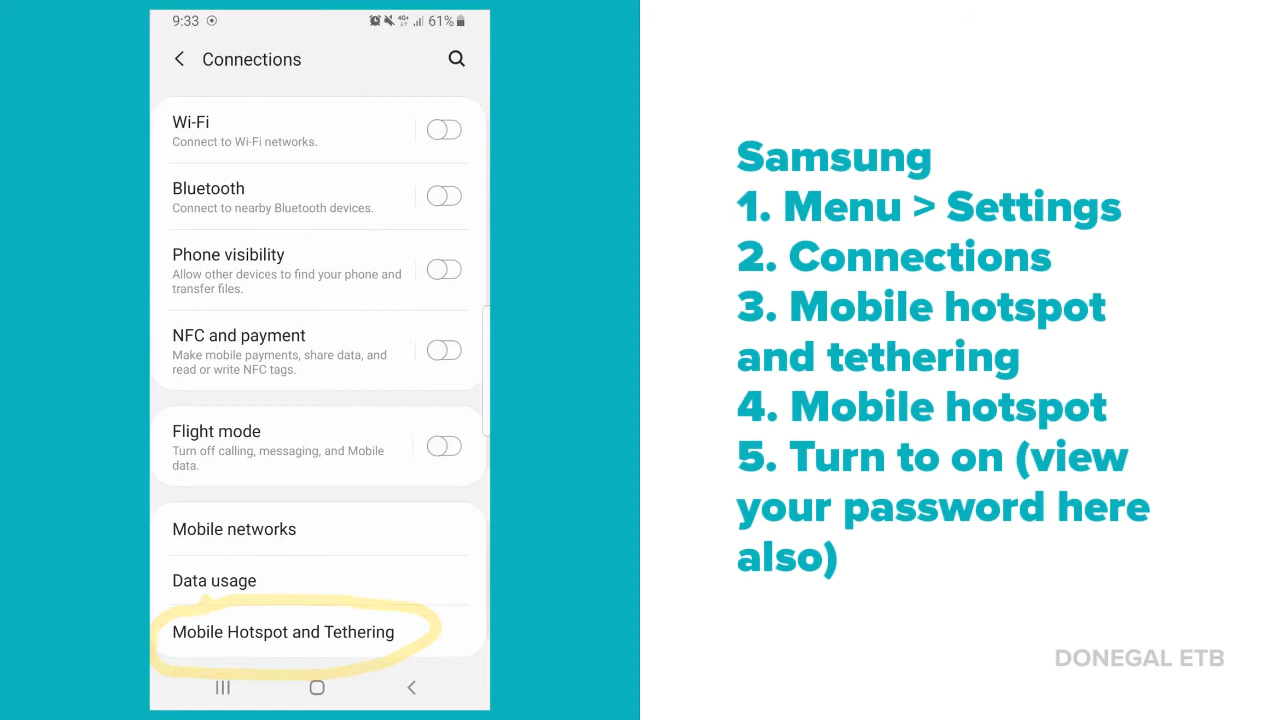 9:33
4G+
61%
Connections
Wi-Fi
Connect to Wi-Fi networks.
Bluetooth
Connect to nearby Bluetooth devices.
Phone visibility
Allow other devices to find your phone and
transfer files.
NFC and payment
Make mobile payments, share data, and
read or write NFC tags.
Flight mode
Turn off calling, messaging, and Mobile
data.
Mobile networks
Data usage
Mobile Hotspot and Tethering
Samsung
1. Menu > Settings
2. Connections
3. Mobile hotspot
and tethering
4. Mobile hotspot
5. Turn to on (view
your password here
also)
DONEGAL ETB